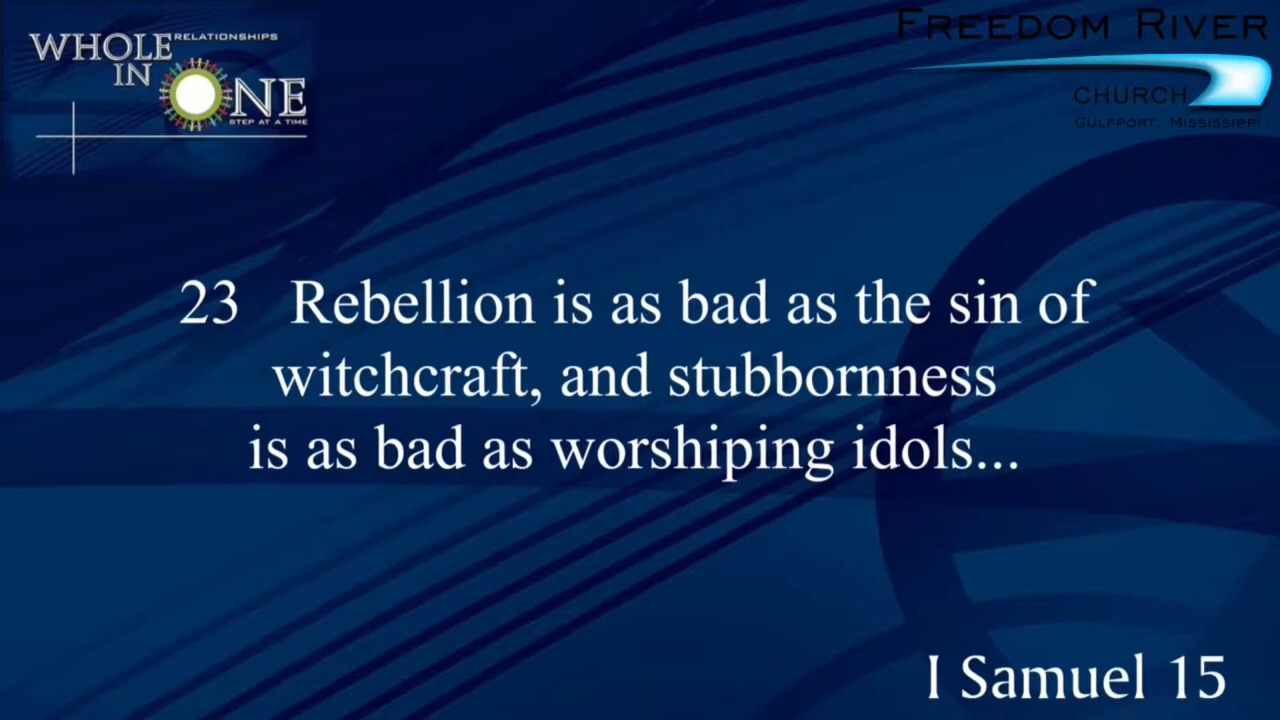 WHOLE RELATIONSHIPS
IN ONE
STEP AT A TIME
FREEDOM RIVER
CHURCH
GULFPORT, MISSISSIPPI
23 Rebellion is as bad as the sin of
witchcraft, and stubbornness
is as bad as worshiping idols...
I Samuel 15